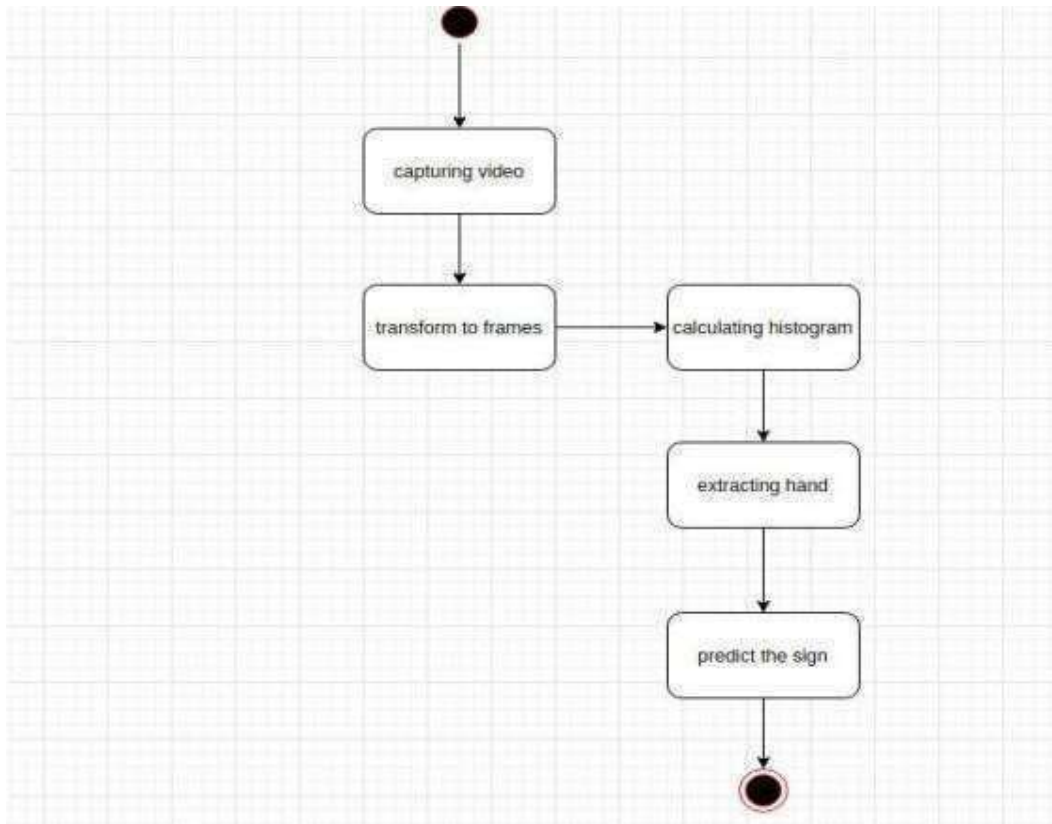 capturing video
transform to frames
calculating histogram
extracting hand
predict the sign